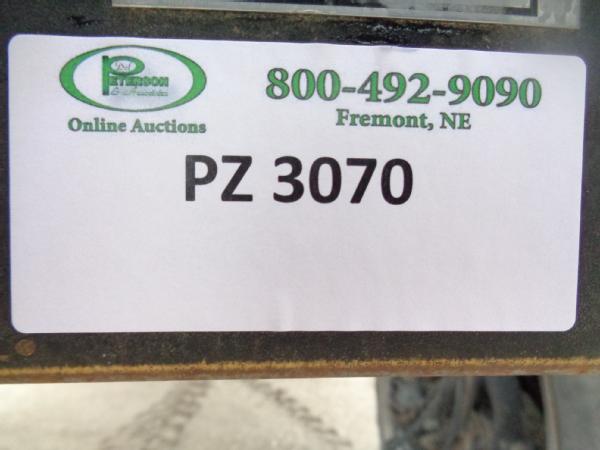 PETERSON
Online Auctions
800-492-9090
Fremont, NE
PZ 3070